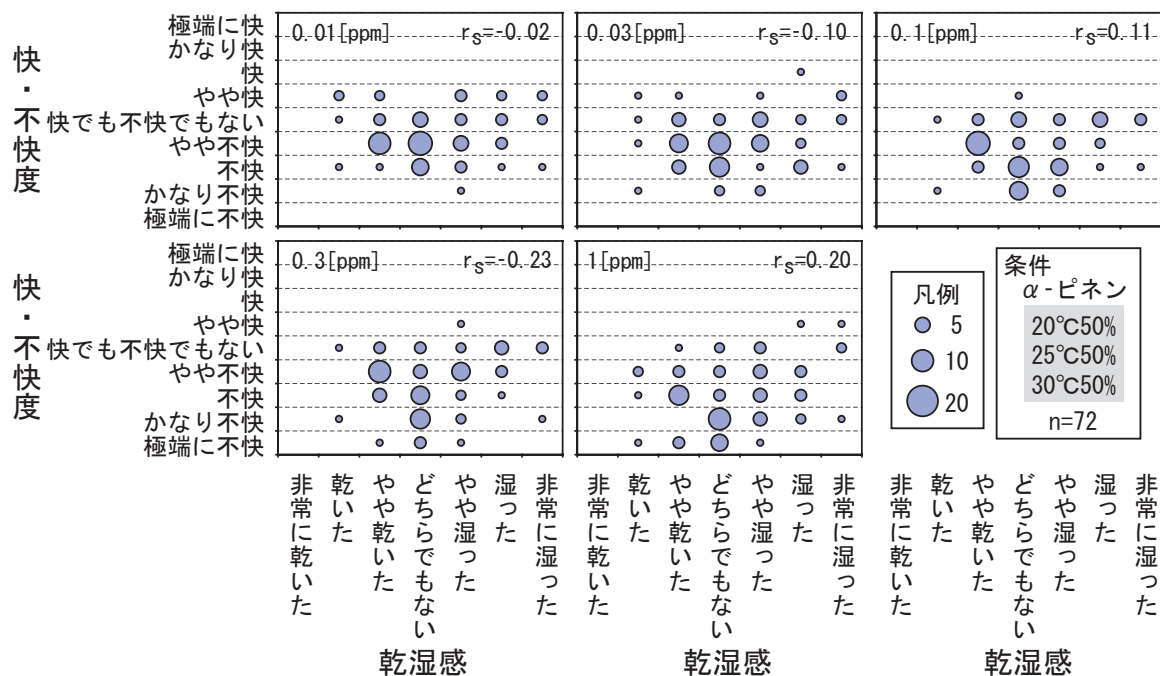 快・不快度
極端に快
かなり快
快
やや快
快でも不快でもない
やや不快
不快
かなり不快
極端に不快
0.01[ppm] rs=-0.02
0.03[ppm] rs=-0.10
0.1[ppm] rs=0.11
快・不快度
極端に快
かなり快
快
やや快
快でも不快でもない
やや不快
不快
かなり不快
極端に不快
0.3[ppm] rs=-0.23
1[ppm] rs=0.20
凡例
5
10
20
条件
α-ピネン
20℃50%
25℃50%
30℃50%
n=72
非常に乾いた
乾いた
やや乾いた
どちらでもない
やや湿った
湿った
非常に湿った
乾湿感
非常に乾いた
乾いた
やや乾いた
どちらでもない
やや湿った
湿った
非常に湿った
乾湿感
非常に乾いた
乾いた
やや乾いた
どちらでもない
やや湿った
湿った
非常に湿った
乾湿感